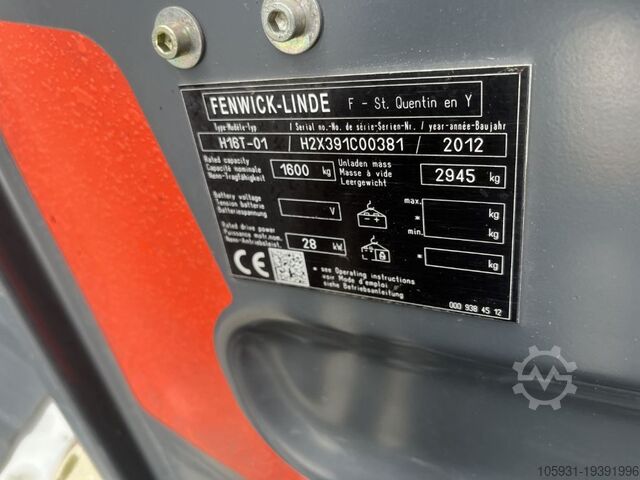 FENWICK-LINDE F - St. Quentin en Y
Type-Modèle-Typ / Serial no.-No. de série-Serien-Nr. / year-année-Baujahr
H16T-01 / H2X391C00381 / 2012
Rated capacity
Capacité nominale
Nenn-Tragfähigkeit
1600 kg
Unladen mass
Masse à vide
Leergewicht
2945 kg
Battery voltage
Tension batterie
Batteriespannung
V
max.
kg
*
min.
kg
Rated drive power
Puissance motr.nom.
Nenn-Antriebsleist.
28 kW
* kg
CE
* see Operating instructions
voir Mode d'emploi
siehe Betriebsanleitung
000 938 45 12
105931-19391996